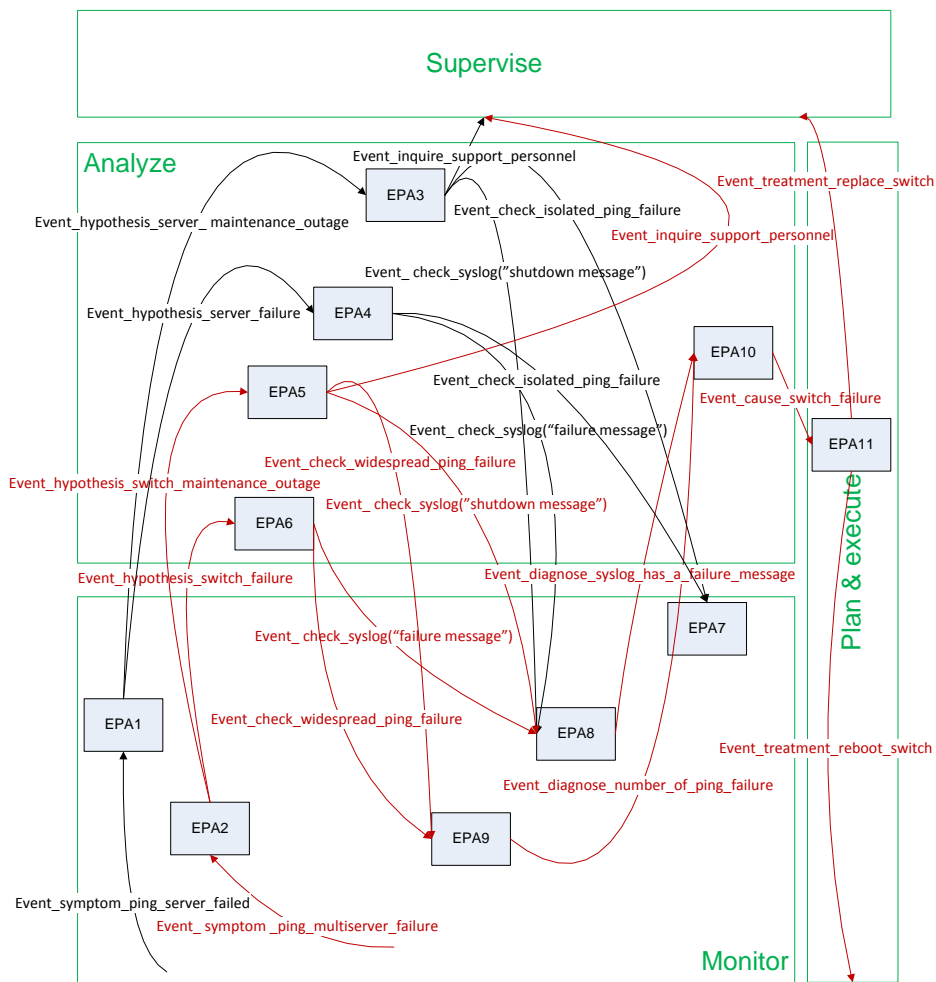 Supervise
Analyze
Event_inquire_support_personnel
EPA3
Event_treatment_replace_switch
Event_hypothesis_server_ maintenance_outage
Event_check_isolated_ping_failure
Event_inquire_support_personnel
Event_ check_syslog("shutdown message")
EPA4
Event_hypothesis_server_failure
EPA10
Event_check_isolated_ping_failure
EPA5
Event_cause_switch_failure
Event_ check_syslog("failure message")
EPA11
Event_check_widespread_ping_failure
Event_hypothesis_switch_maintenance_outage
Event_ check_syslog("shutdown message")
EPA6
Event_hypothesis_switch_failure
Event_diagnose_syslog_has_a_failure_message
Plan & execute
EPA7
Event_ check_syslog("failure message")
EPA1
Event_check_widespread_ping_failure
EPA8
Event_treatment_reboot_switch
Event_diagnose_number_of_ping_failure
EPA2
EPA9
Event_symptom_ping_server_failed
Event_ symptom _ping_multiserver_failure
Monitor